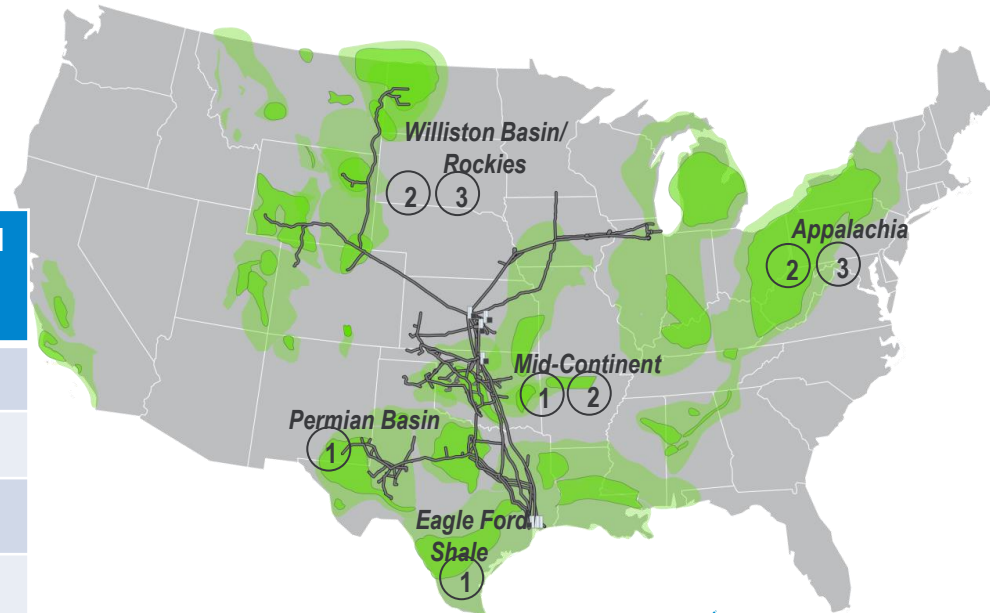 Williston Basin/
Rockies
2 3
Appalachia
2 3
Mid-Continent
1 2
Permian Basin
1
Eagle Ford
Shale
1